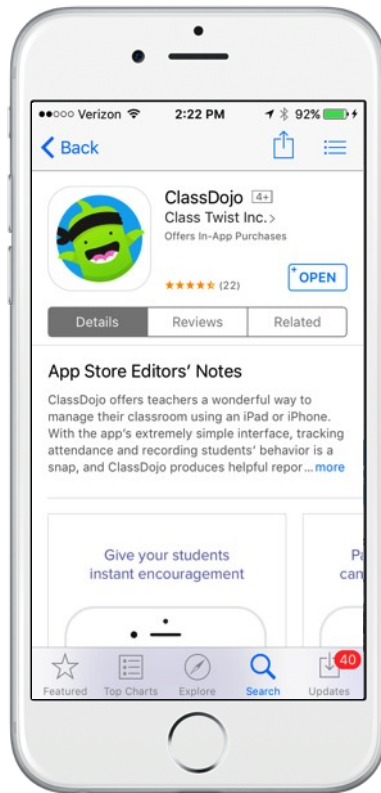 ●●○○○ Verizon 2:22 PM 92%
Back
ClassDojo 4+
Class Twist Inc. >
Offers In-App Purchases
★★★★★ (22)
+OPEN
Details Reviews Related
App Store Editors' Notes
ClassDojo offers teachers a wonderful way to
manage their classroom using an iPad or iPhone.
With the app's extremely simple interface, tracking
attendance and recording students' behavior is a
snap, and ClassDojo produces helpful repor... more
Give your students
instant encouragement
Pa
can
40
Featured Top Charts Explore Search Updates